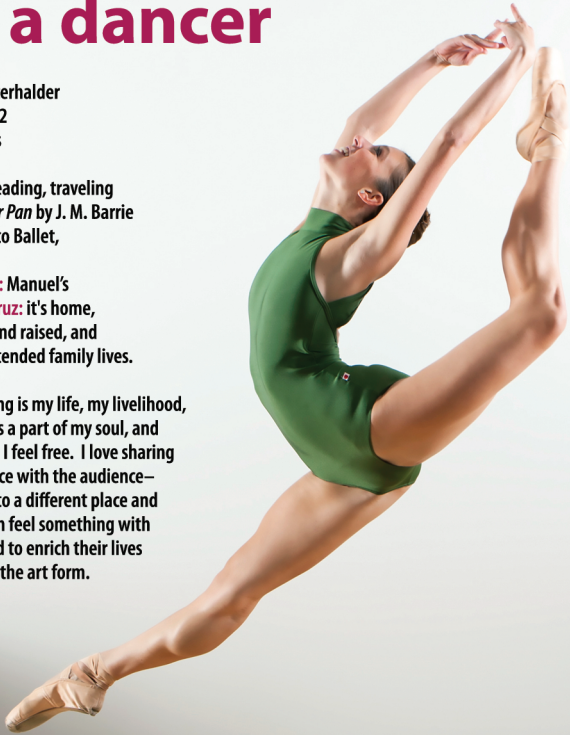 a dancer
erhalder
2
s
eading, traveling
r Pan by J. M. Barrie
to Ballet,
: Manuel’s
ruz: it's home,
nd raised, and
tended family lives.
ng is my life, my livelihood,
s a part of my soul, and
I feel free. I love sharing
ce with the audience–
to a different place and
n feel something with
d to enrich their lives
the art form.